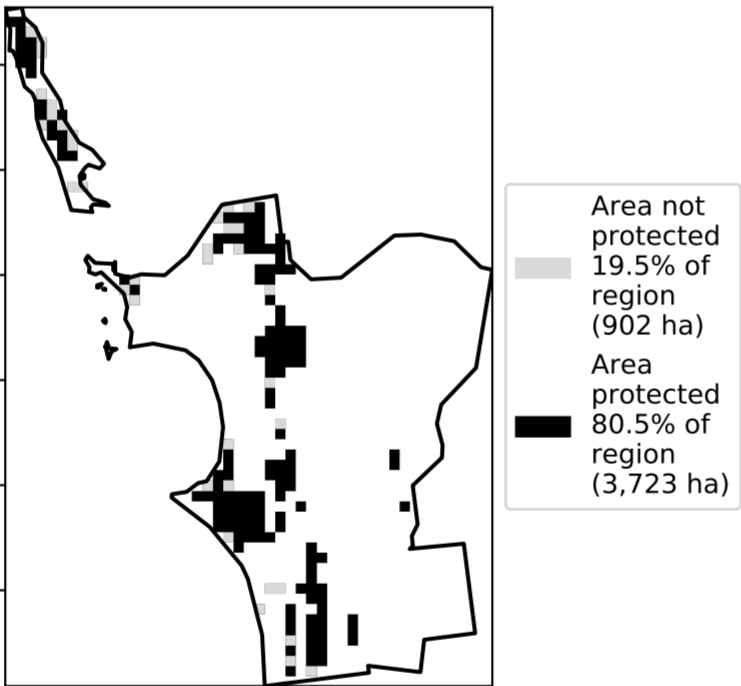 Area not
protected
19.5% of
region
(902 ha)
Area
protected
80.5% of
region
(3,723 ha)